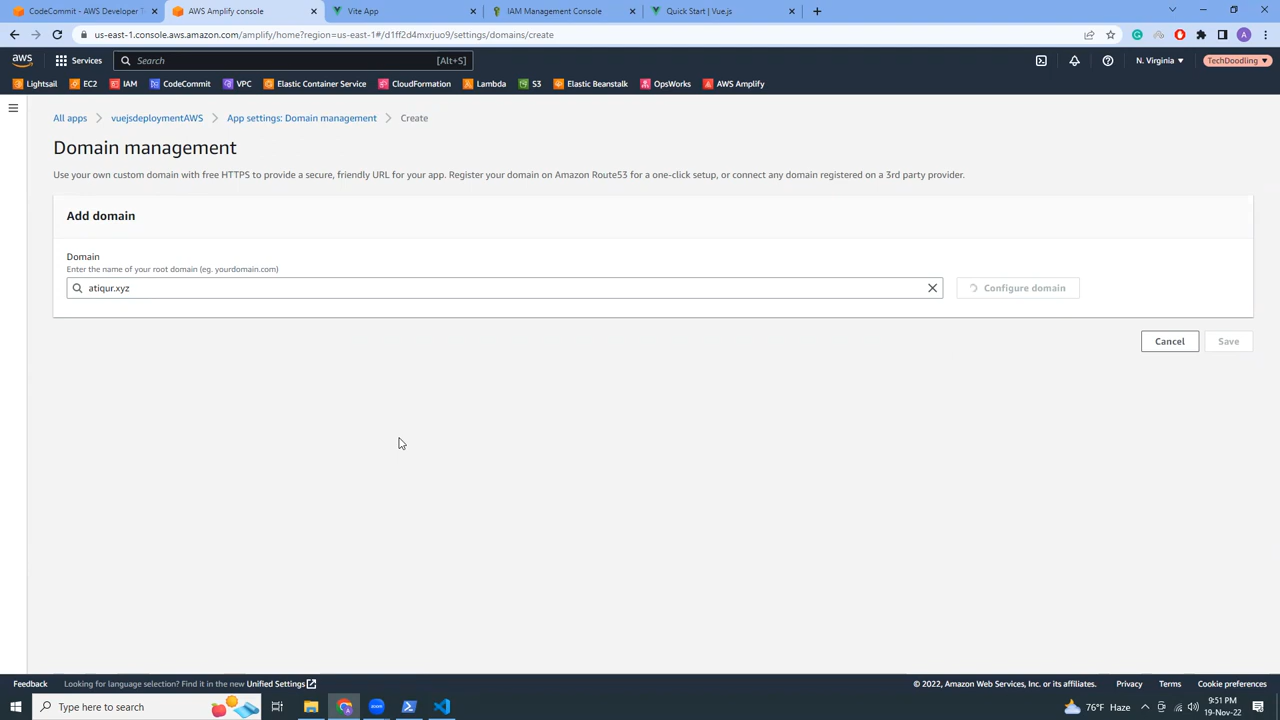 CodeCommit - AWS Developer T
AWS Amplify console
Vite App
IAM Management Console
Quick Start | Vue.js
us-east-1.console.aws.amazon.com/amplify/home?region=us-east-1#/d1ff2d4mxrjuo9/settings/domains/create
aws
Services
Search
[Alt+S]
N. Virginia
TechDoodling
Lightsail
EC2
IAM
CodeCommit
VPC
Elastic Container Service
CloudFormation
Lambda
S3
Elastic Beanstalk
OpsWorks
AWS Amplify
All apps
vuejsdeploymentAWS
App settings: Domain management
Create
Domain management
Use your own custom domain with free HTTPS to provide a secure, friendly URL for your app. Register your domain on Amazon Route53 for a one-click setup, or connect any domain registered on a 3rd party provider.
Add domain
Domain
Enter the name of your root domain (eg. yourdomain.com)
atiqur.xyz
Configure domain
Cancel
Save
Feedback
Looking for language selection? Find it in the new Unified Settings
© 2022, Amazon Web Services, Inc. or its affiliates.
Privacy
Terms
Cookie preferences
Type here to search
zoom
76°F Haze
9:51 PM
19-Nov-22